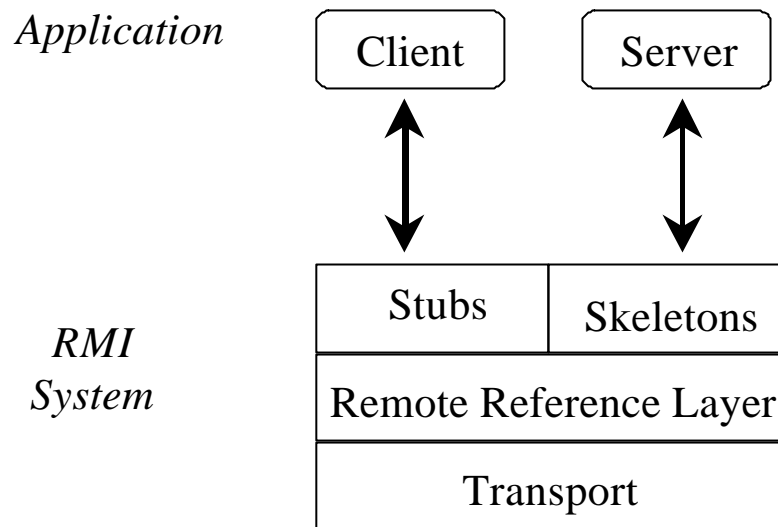 Application
Client
Server
Stubs
Skeletons
RMI
System
Remote Reference Layer
Transport